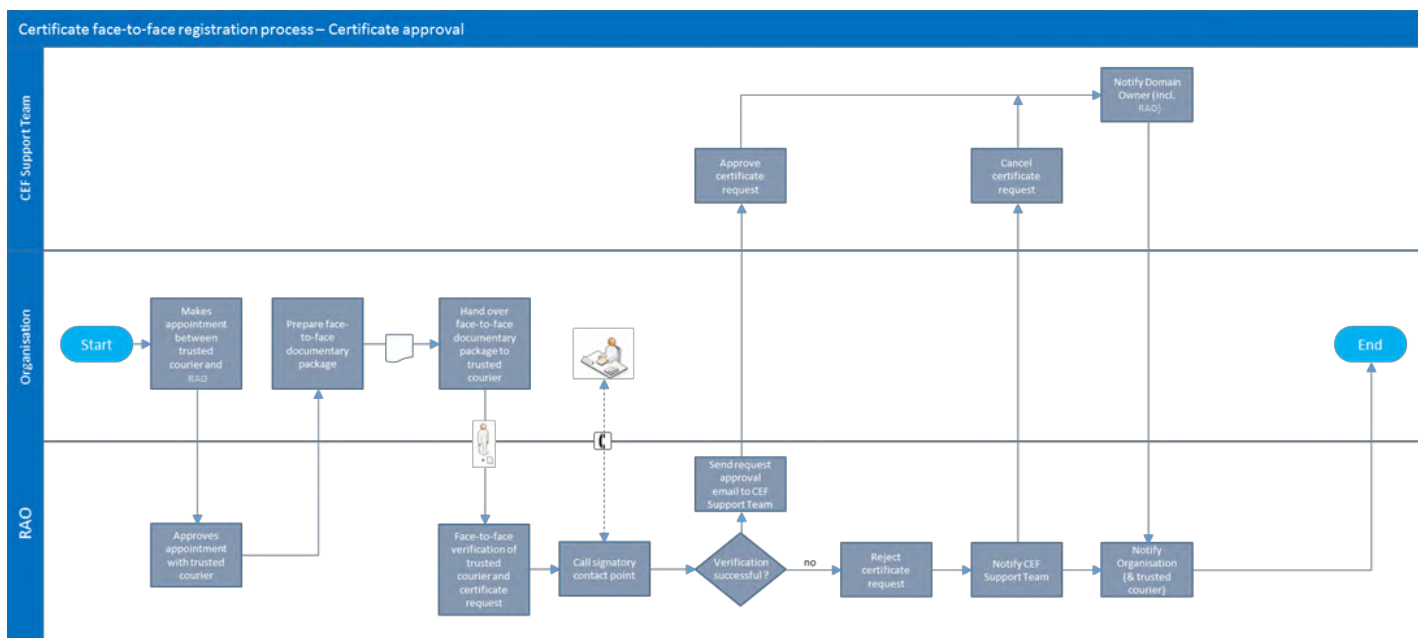 Certificate face-to-face registration process – Certificate approval
CEF Support Team
Notify Domain
Owner (incl.
RAO)
Approve
certificate
request
Cancel
certificate
request
Organisation
Start
Makes
appointment
between
trusted
courier and
RAO
Prepare face-
to-face
documentary
package
Hand over
face-to-face
documentary
package to
trusted
courier
End
RAO
Approves
appointment
with trusted
courier
Face-to-face
verification of
trusted
courier and
certificate
request
Call signatory
contact point
Send request
approval
email to CEF
Support Team
Verification
successful ?
no
Reject
certificate
request
Notify CEF
Support Team
Notify
Organisation
(& trusted
courier)